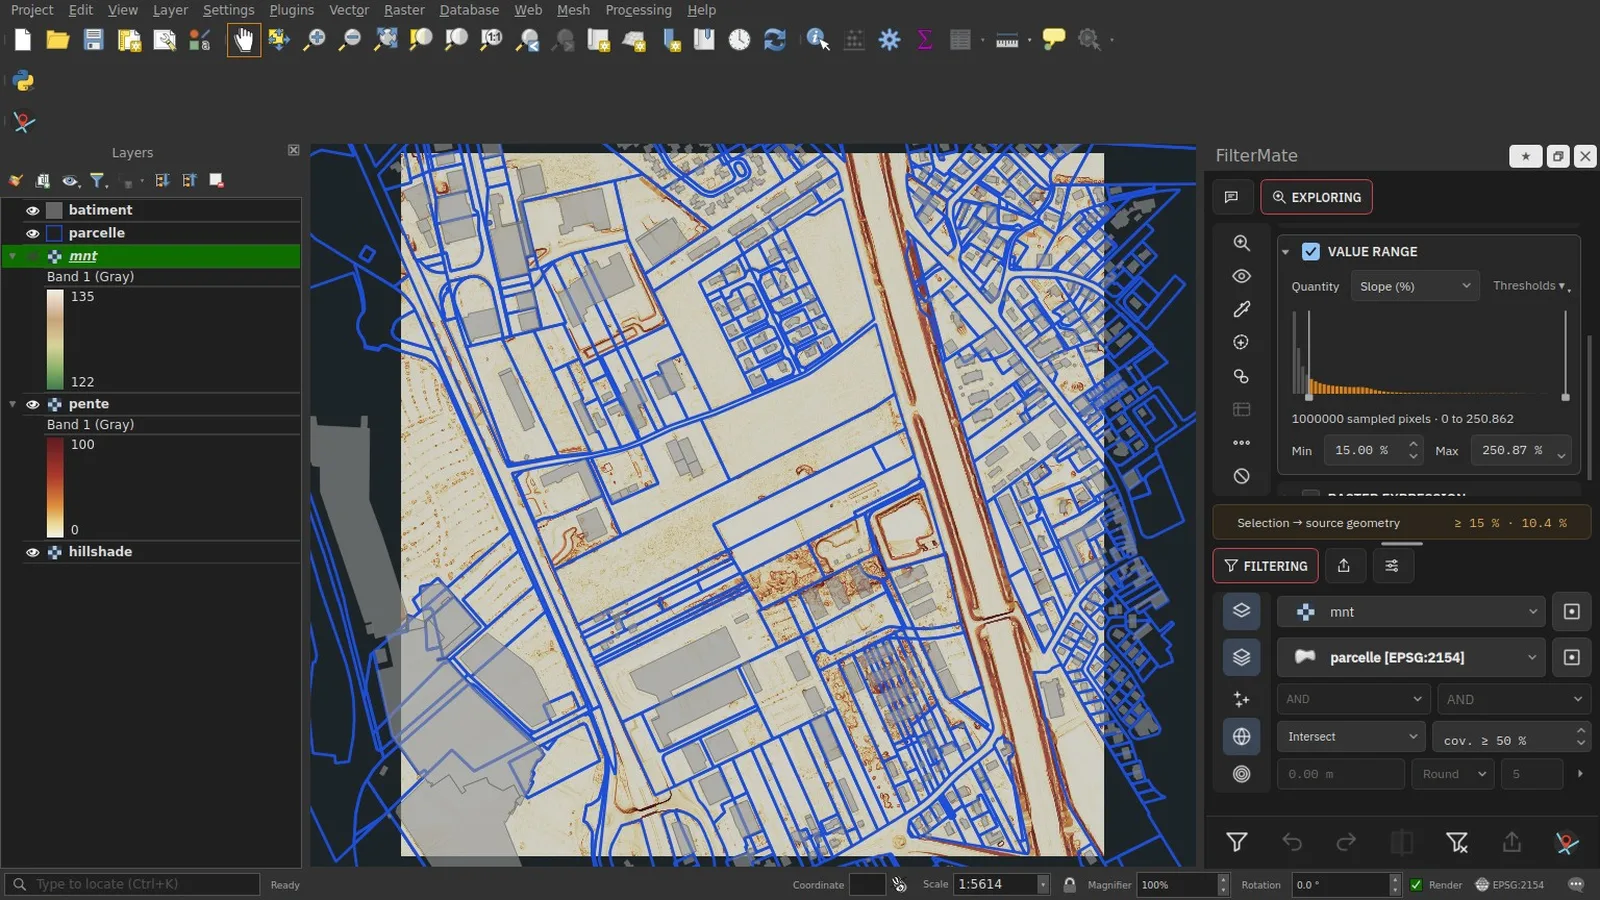 Project Edit View Layer Settings Plugins Vector Raster Database Web Mesh Processing Help
Layers
batiment
parcelle
mnt
Band 1 (Gray)
135
122
pente
Band 1 (Gray)
100
0
hillshade
FilterMate
EXPLORING
VALUE RANGE
Quantity Slope (%) Thresholds
1000000 sampled pixels · 0 to 250.862
Min 15.00 % Max 250.87 %
Selection → source geometry ≥ 15 % · 10.4 %
FILTERING
mnt
parcelle [EPSG:2154]
AND AND
Intersect cov. ≥ 50 %
0.00 m Round 5
Type to locate (Ctrl+K) Ready Coordinate Scale 1:5614 Magnifier 100% Rotation 0.0 ° Render EPSG:2154